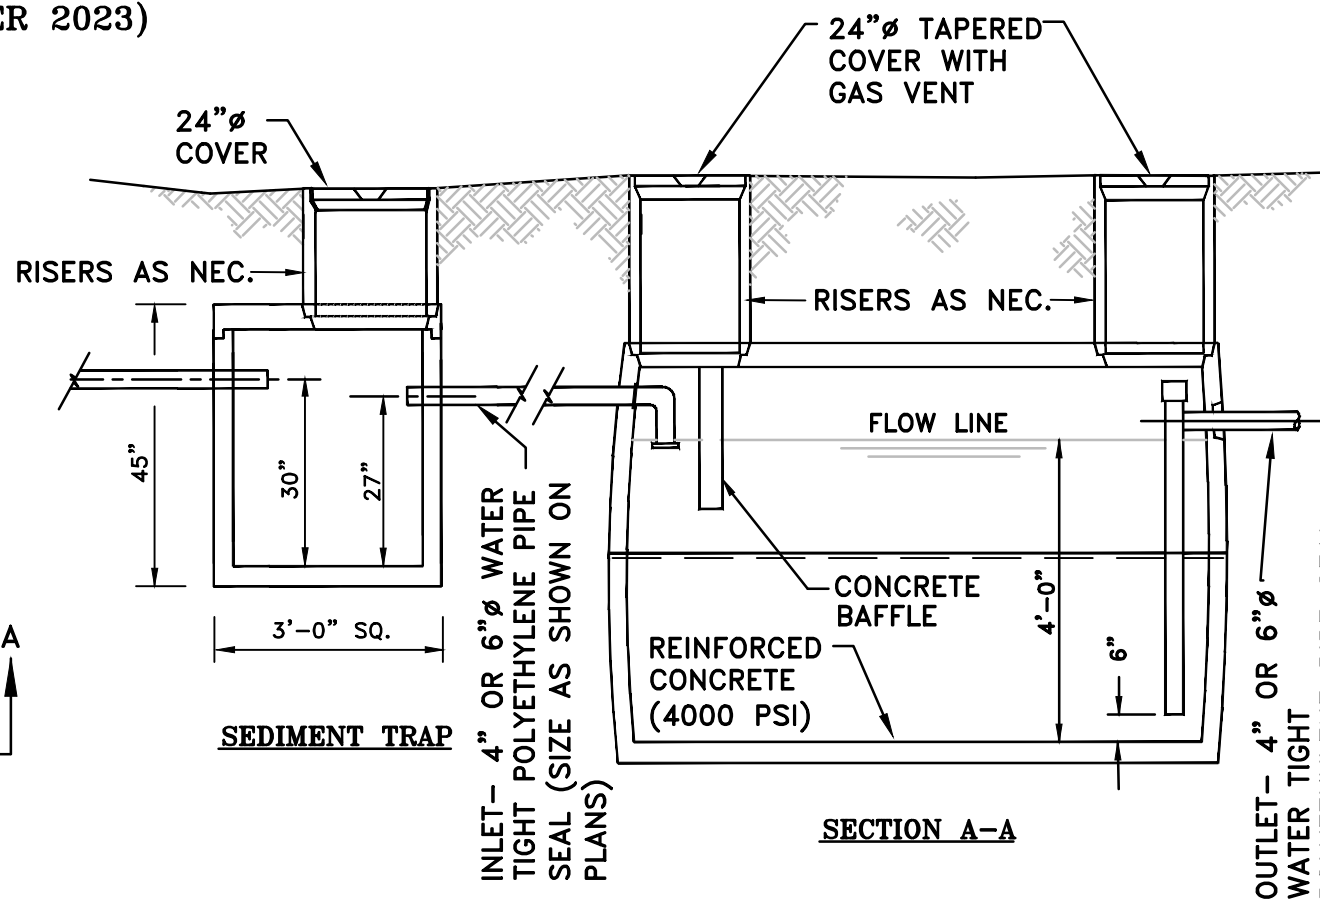 ER 2023)
24"ø TAPERED
COVER WITH
GAS VENT
24"ø
COVER
RISERS AS NEC.
RISERS AS NEC.
FLOW LINE
45"
30"
27"
3'-0" SQ.
SEDIMENT TRAP
A
INLET- 4" OR 6"ø WATER
TIGHT POLYETHYLENE PIPE
SEAL (SIZE AS SHOWN ON
PLANS)
CONCRETE
BAFFLE
REINFORCED
CONCRETE
(4000 PSI)
4'-0"
6"
SECTION A-A
OUTLET- 4" OR 6"ø
WATER TIGHT